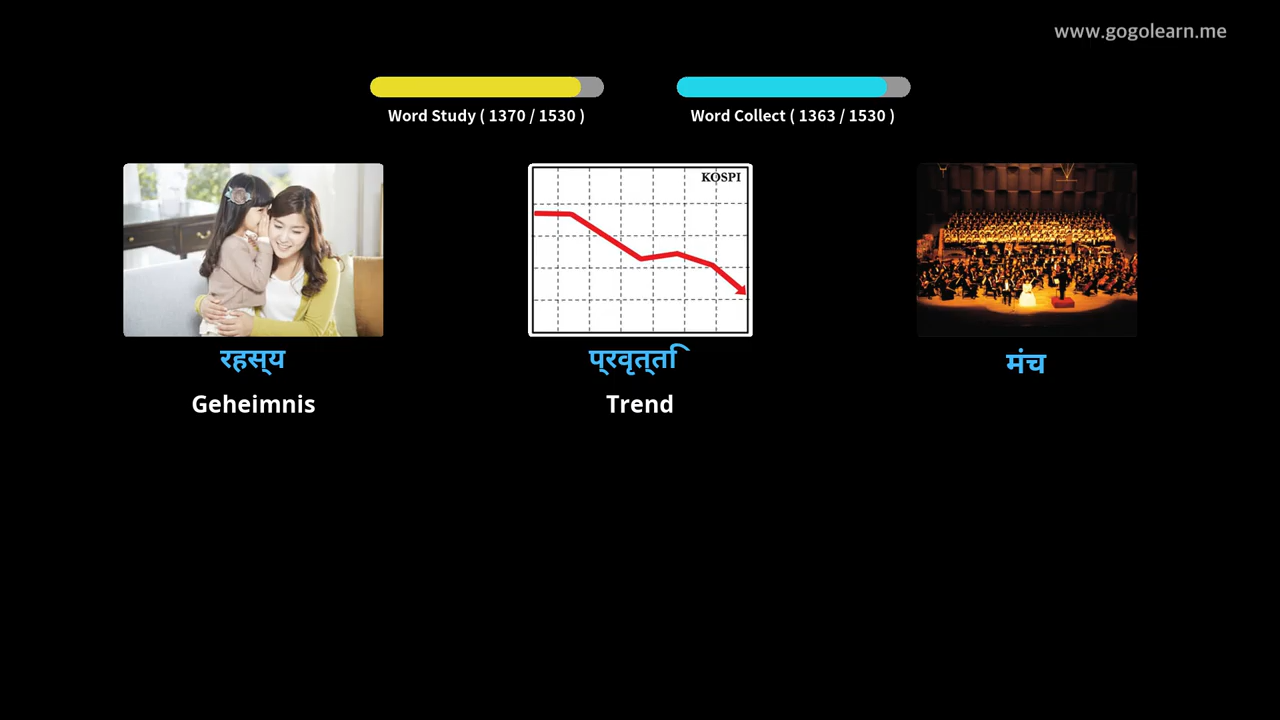 www.gogolearn.me
Word Study ( 1370 / 1530 )
Word Collect ( 1363 / 1530 )
KOSPI
रहस्य
प्रवृत्ति
मंच
Geheimnis
Trend